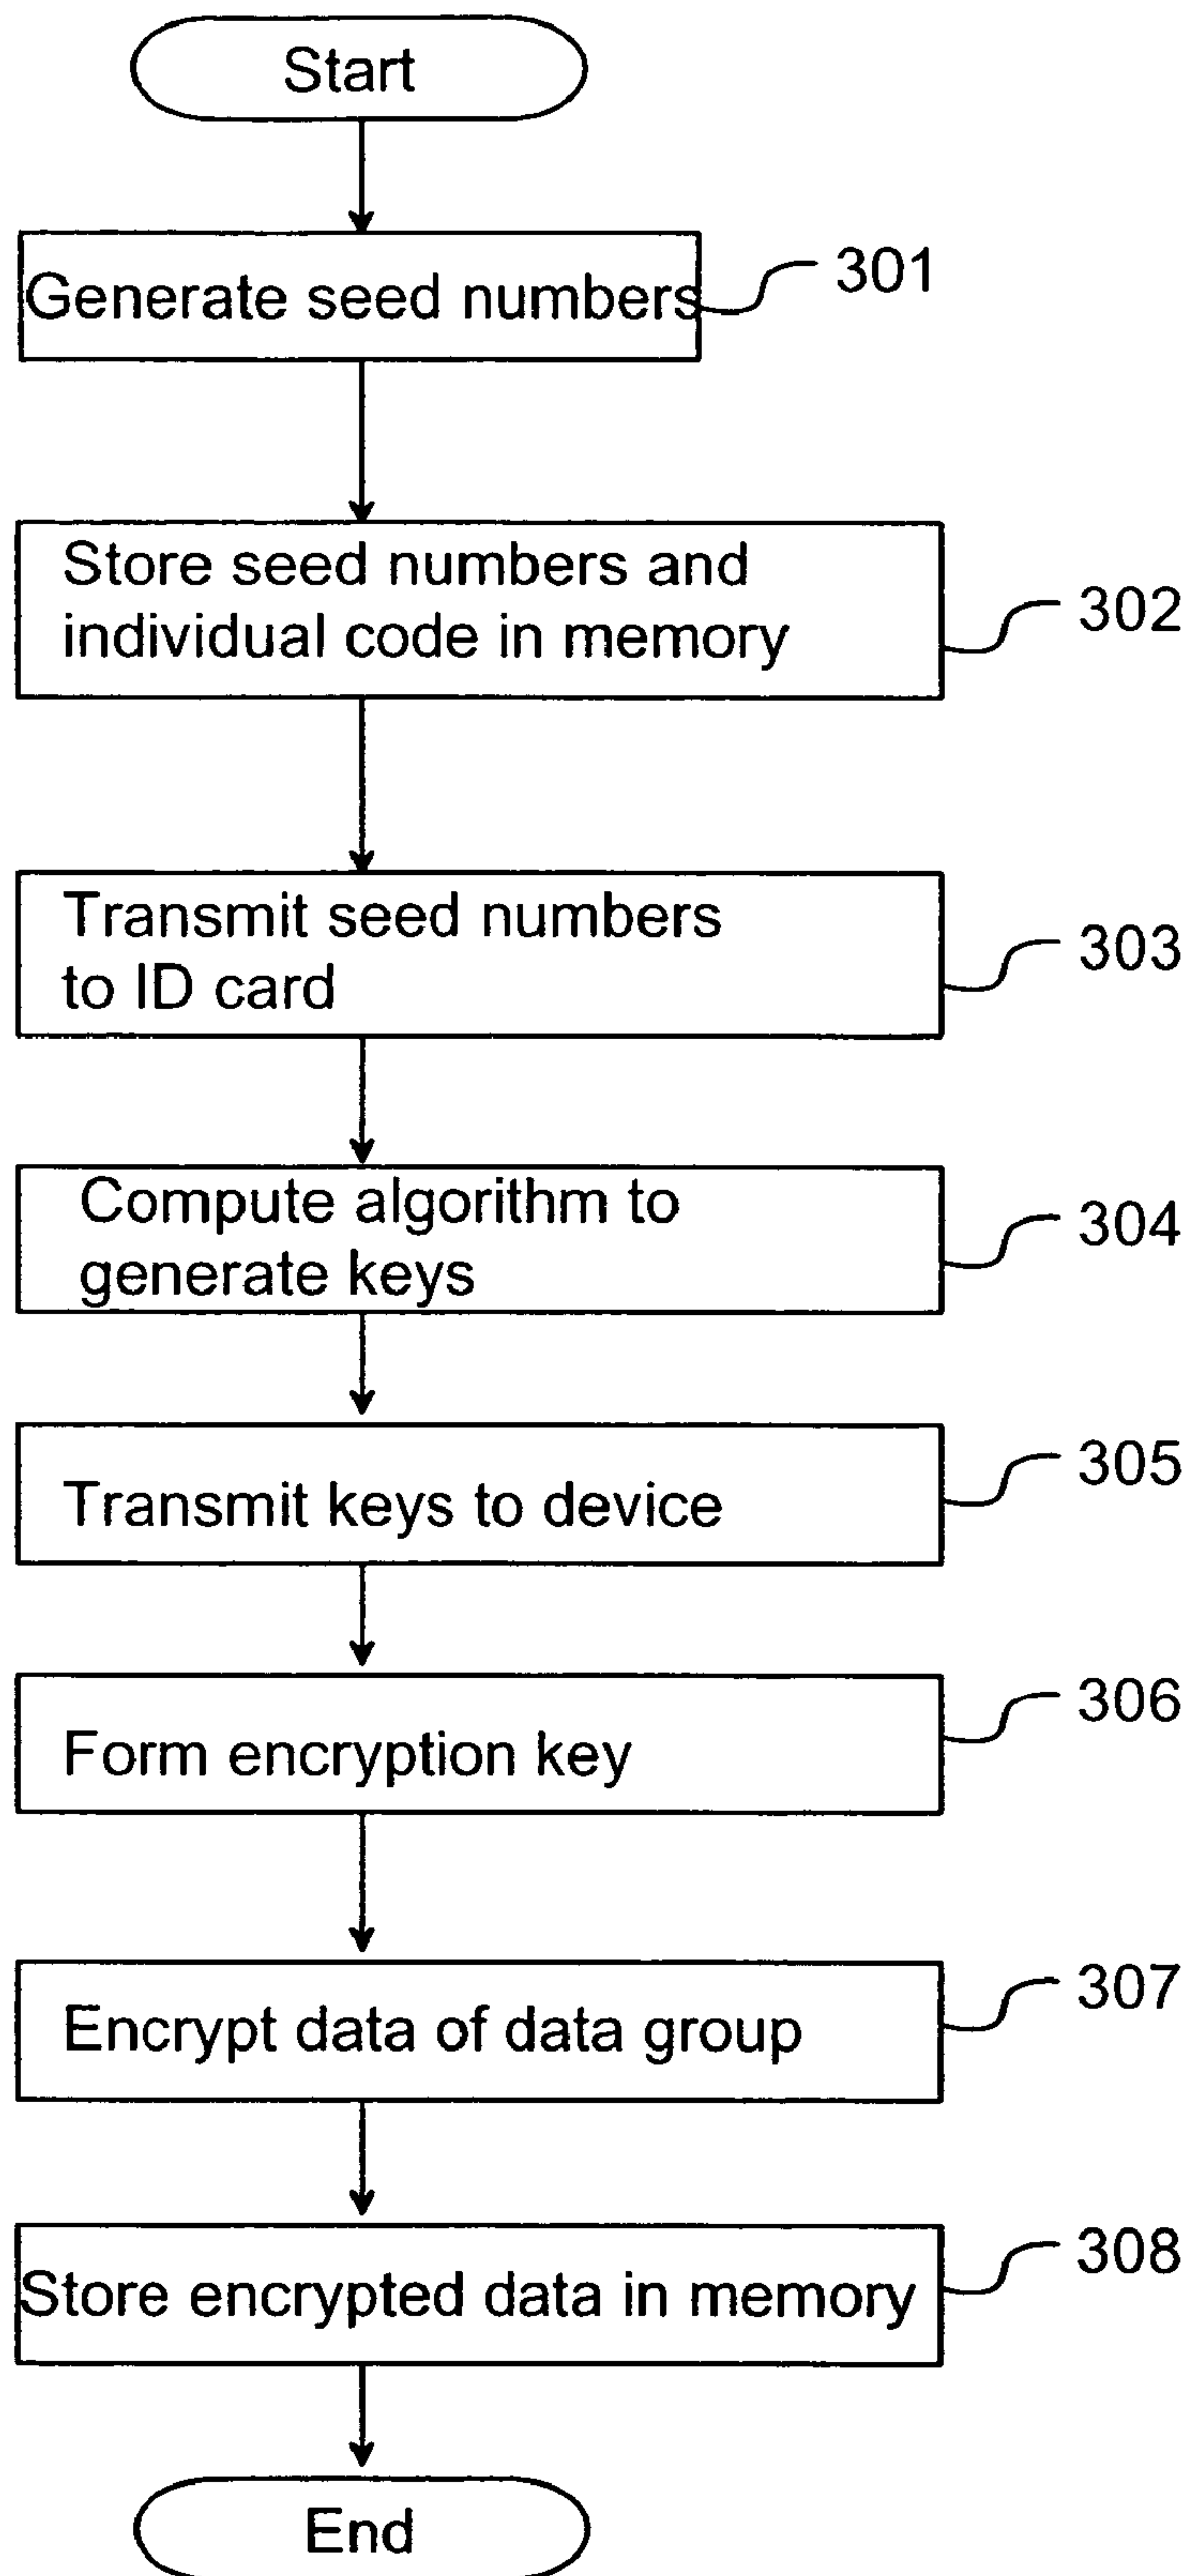 Start
Generate seed numbers
301
Store seed numbers and
individual code in memory
302
Transmit seed numbers
to ID card
303
Compute algorithm to
generate keys
304
Transmit keys to device
305
Form encryption key
306
Encrypt data of data group
307
Store encrypted data in memory
308
End